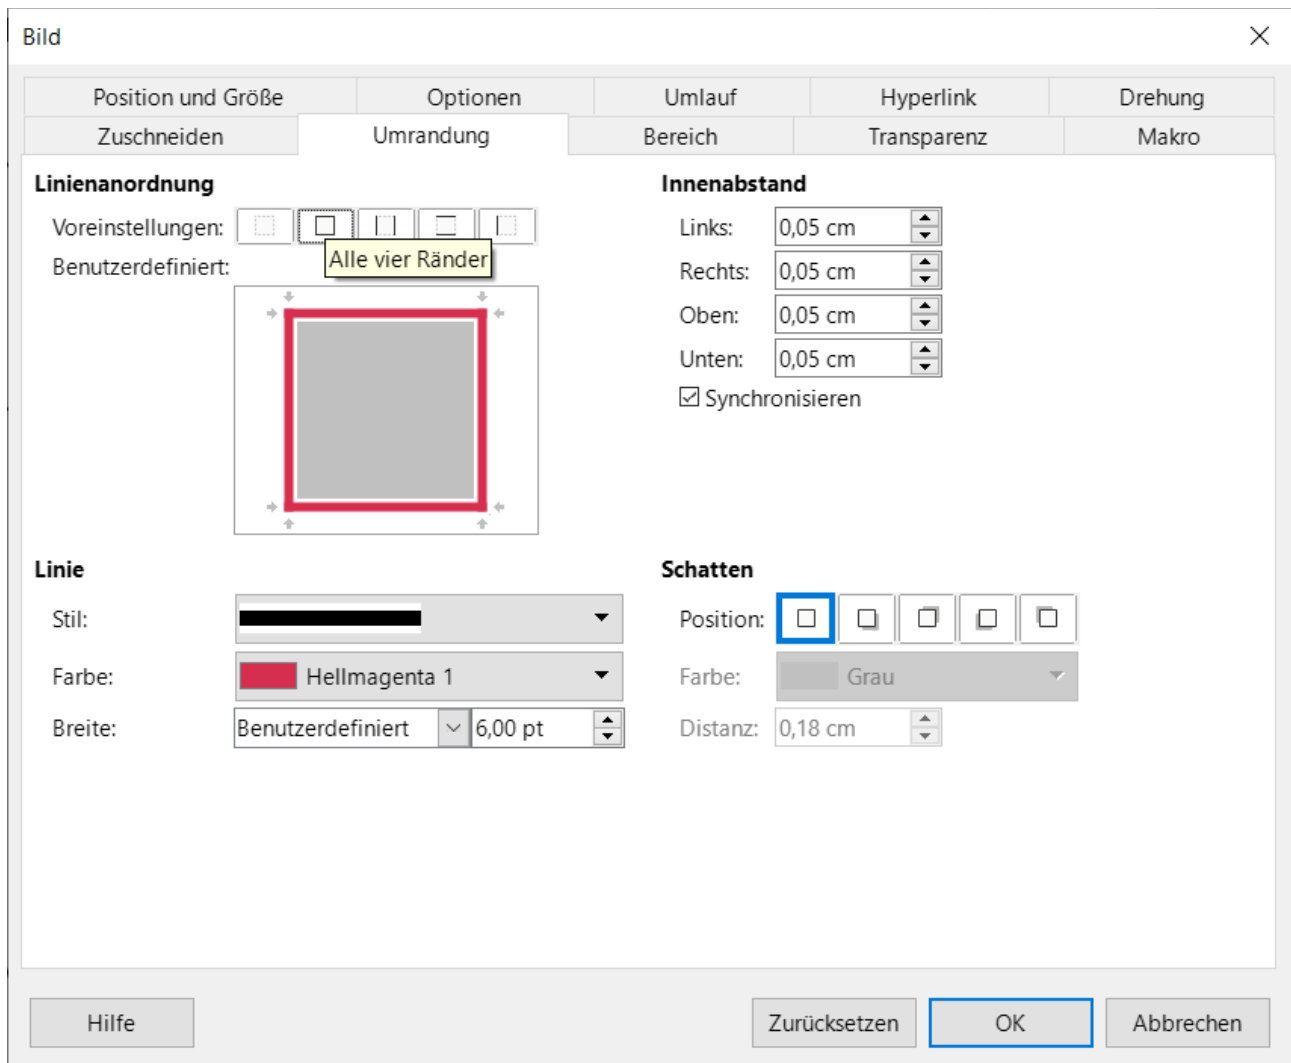 Bild
Position und Größe Optionen Umlauf Hyperlink Drehung
Zuschneiden Umrandung Bereich Transparenz Makro
Linienanordnung
Voreinstellungen:
Alle vier Ränder
Benutzerdefiniert:
Innenabstand
Links: 0,05 cm
Rechts: 0,05 cm
Oben: 0,05 cm
Unten: 0,05 cm
Synchronisieren
Linie
Stil:
Farbe: Hellmagenta 1
Breite: Benutzerdefiniert 6,00 pt
Schatten
Position:
Farbe: Grau
Distanz: 0,18 cm
Hilfe Zurücksetzen OK Abbrechen